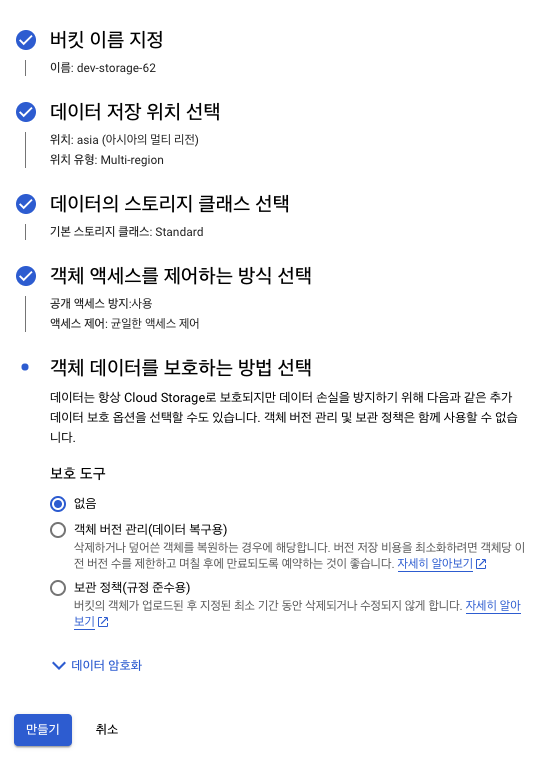 버킷 이름 지정
이름: dev-storage-62
데이터 저장 위치 선택
위치: asia (아시아의 멀티 리전)
위치 유형: Multi-region
데이터의 스토리지 클래스 선택
기본 스토리지 클래스: Standard
객체 액세스를 제어하는 방식 선택
공개 액세스 방지:사용
액세스 제어: 균일한 액세스 제어
객체 데이터를 보호하는 방법 선택
데이터는 항상 Cloud Storage로 보호되지만 데이터 손실을 방지하기 위해 다음과 같은 추가
데이터 보호 옵션을 선택할 수도 있습니다. 객체 버전 관리 및 보관 정책은 함께 사용할 수 없습
니다.
보호 도구
없음
객체 버전 관리(데이터 복구용)
삭제하거나 덮어쓴 객체를 복원하는 경우에 해당합니다. 버전 저장 비용을 최소화하려면 객체당 이
전 버전 수를 제한하고 며칠 후에 만료되도록 예약하는 것이 좋습니다. 자세히 알아보기
보관 정책(규정 준수용)
버킷의 객체가 업로드된 후 지정된 최소 기간 동안 삭제되거나 수정되지 않게 합니다. 자세히 알아
보기
데이터 암호화
만들기 취소